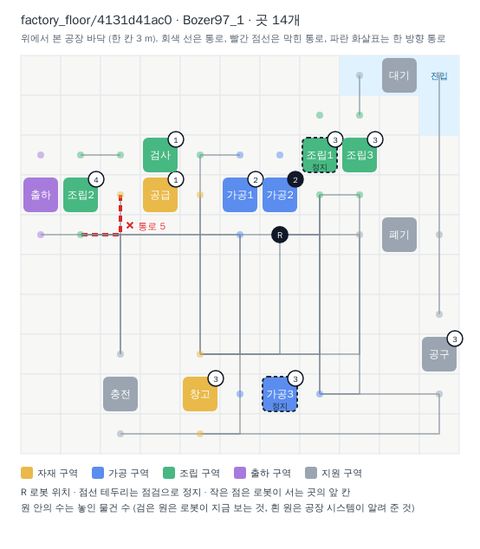 factory_floor/4131d41ac0 · Bozer97_1 · 곳 14개
위에서 본 공장 바닥 (한 칸 3 m). 회색 선은 통로, 빨간 점선은 막힌 통로, 파란 화살표는 한 방향 통로
대기
전립
검사 1
조립1 3
정지
조립3 3
출하
조립2 4
공급 1
가공1 2
가공2 2
✕ 통로 5
R
폐기
공구 3
충전
창고 3
가공3 3
정지
자재 구역
가공 구역
조립 구역
출하 구역
지원 구역
R 로봇 위치 · 점선 테두리는 점검으로 정지 · 작은 점은 로봇이 서는 곳의 앞 칸
원 안의 수는 놓인 물건 수 (검은 원은 로봇이 지금 보는 것, 흰 원은 공장 시스템이 알려 준 것)